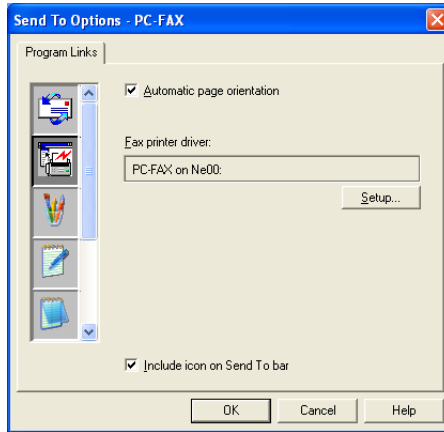 Send To Options - PC-FAX
Program Links
Automatic page orientation
Fax printer driver:
PC-FAX on Ne00:
Setup...
Include icon on Send To bar
OK Cancel Help